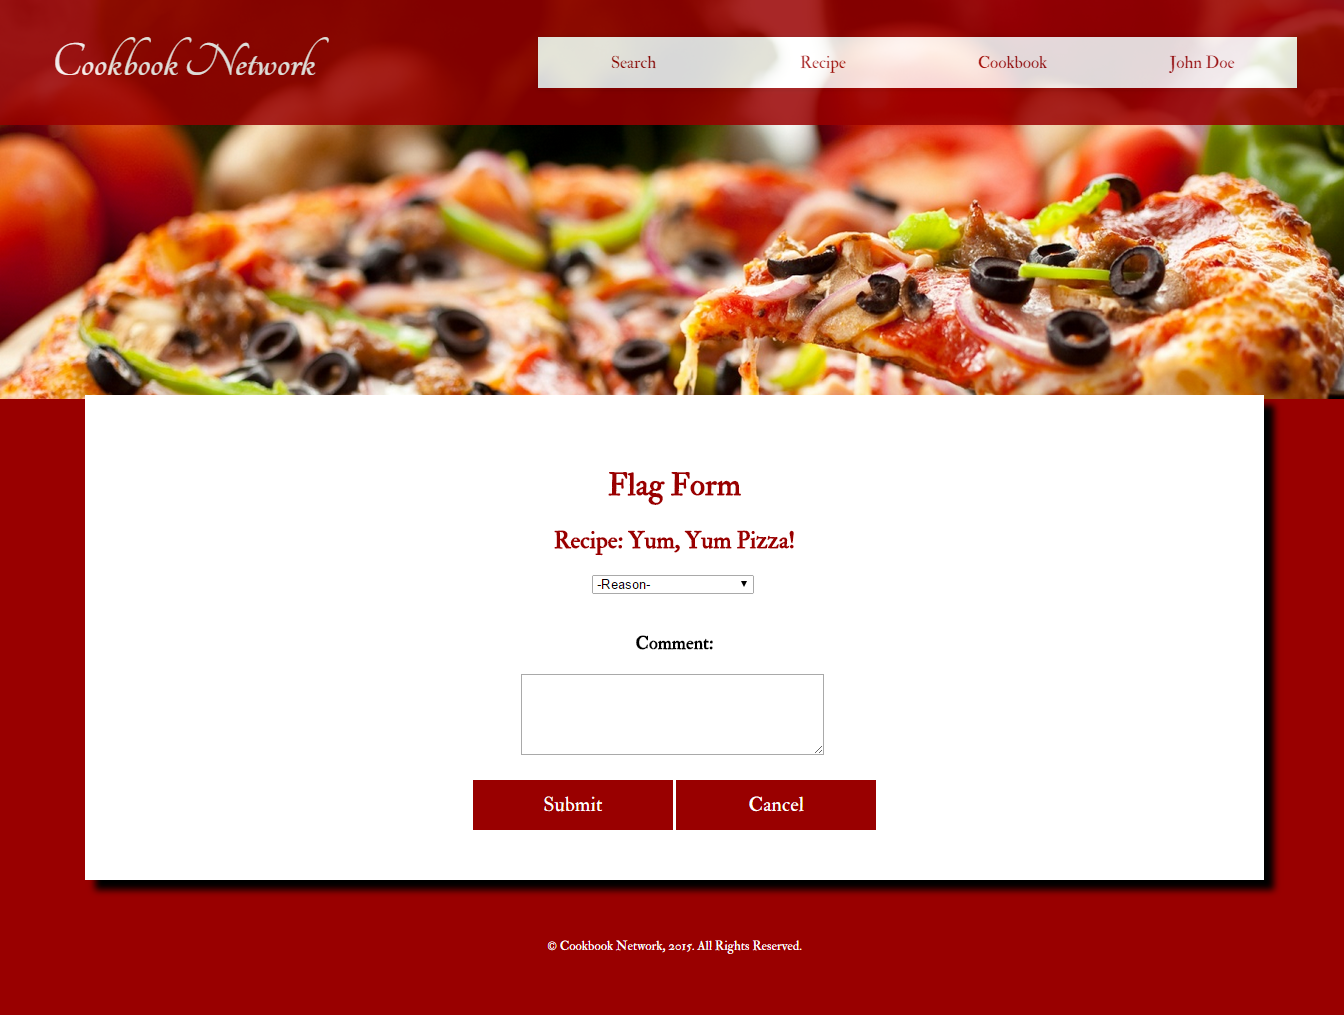 Cookbook Network
Search Recipe Cookbook John Doe
Flag Form
Recipe: Yum, Yum Pizza!
-Reason-
Comment:
Submit Cancel
© Cookbook Network, 2015. All Rights Reserved.